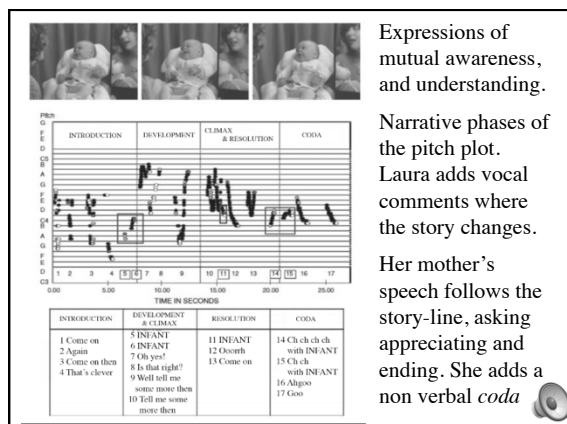 Expressions of
mutual awareness,
and understanding.
Narrative phases of
the pitch plot.
Laura adds vocal
comments where
the story changes.
Her mother's
speech follows the
story-line, asking
appreciating and
ending. She adds a
non verbal coda
Pitch
G
F
E
D
C5
B
A
G
F
E
D
C4
B
A
G
F
E
D
C3
INTRODUCTION
DEVELOPMENT
CLIMAX
& RESOLUTION
CODA
1 2 3 4 5 6 7 8 9 10 11 12 13 14 15 16 17
0.00 5.00 10.00 15.00 20.00 25.00
TIME IN SECONDS
INTRODUCTION
1 Come on
2 Again
3 Come on then
4 That's clever
DEVELOPMENT
& CLIMAX
5 INFANT
6 INFANT
7 Oh yes!
8 Is that right?
9 Well tell me
some more then
10 Tell me some
more then
RESOLUTION
11 INFANT
12 Ooorrh
13 Come on
CODA
14 Ch ch ch ch
with INFANT
15 Ch ch
with INFANT
16 Ahgoo
17 Goo